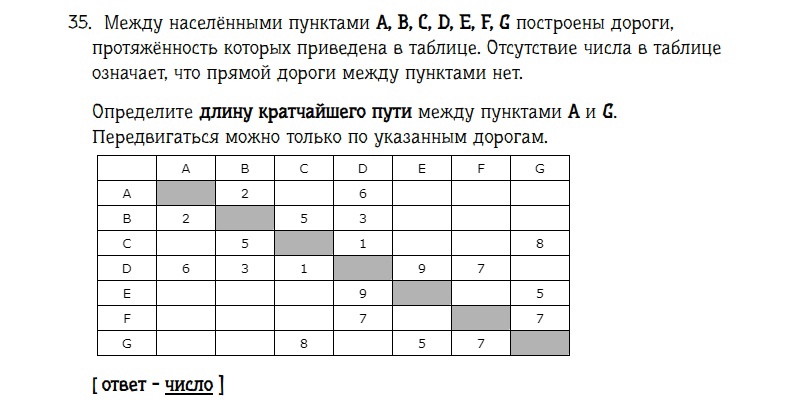 35. Между населёнными пунктами A, B, C, D, E, F, G построены дороги,
протяжённость которых приведена в таблице. Отсутствие числа в таблице
означает, что прямой дороги между пунктами нет.
Определите длину кратчайшего пути между пунктами A и G.
Передвигаться можно только по указанным дорогам.
A B C D E F G
A 2 6
B 2 5 3
C 5 1 8
D 6 3 1 9 7
E 9 5
F 7 7
G 8 5 7
[ ответ - число ]